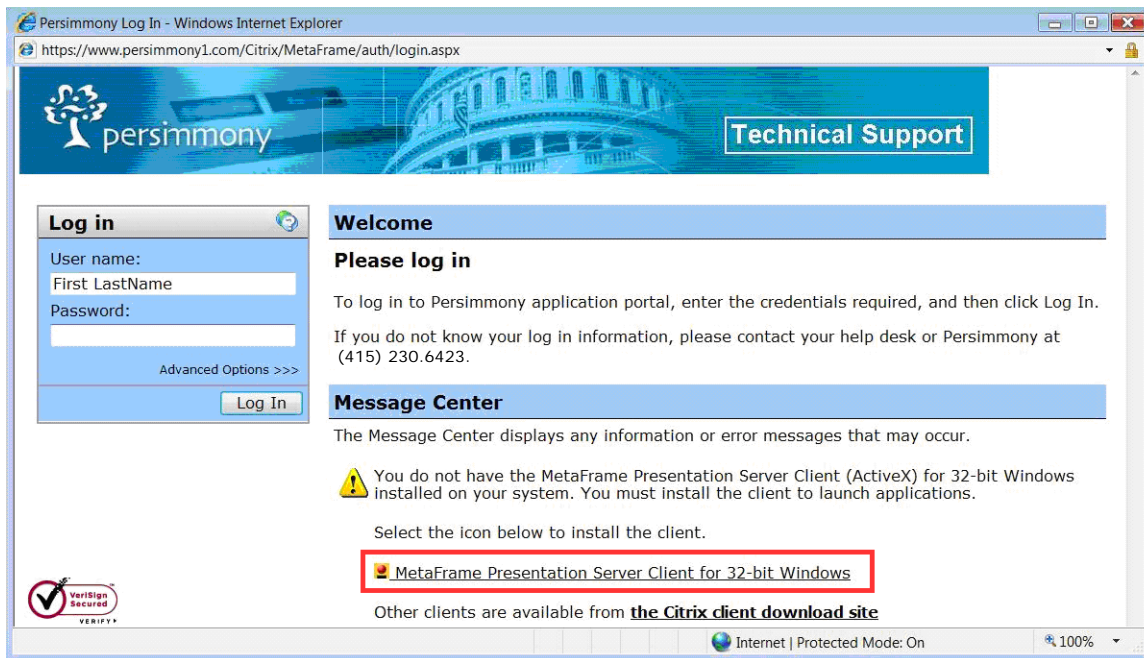 Persimmony Log In - Windows Internet Explorer
https://www.persimmony1.com/Citrix/MetaFrame/auth/login.aspx
persimmony
Technical Support
Log in
User name:
First LastName
Password:
Advanced Options >>>
Log In
Welcome
Please log in
To log in to Persimmony application portal, enter the credentials required, and then click Log In.
If you do not know your log in information, please contact your help desk or Persimmony at
(415) 230.6423.
Message Center
The Message Center displays any information or error messages that may occur.
You do not have the MetaFrame Presentation Server Client (ActiveX) for 32-bit Windows
installed on your system. You must install the client to launch applications.
Select the icon below to install the client.
MetaFrame Presentation Server Client for 32-bit Windows
Other clients are available from the Citrix client download site
VeriSign
Secured
VERIFY
Internet | Protected Mode: On
100%